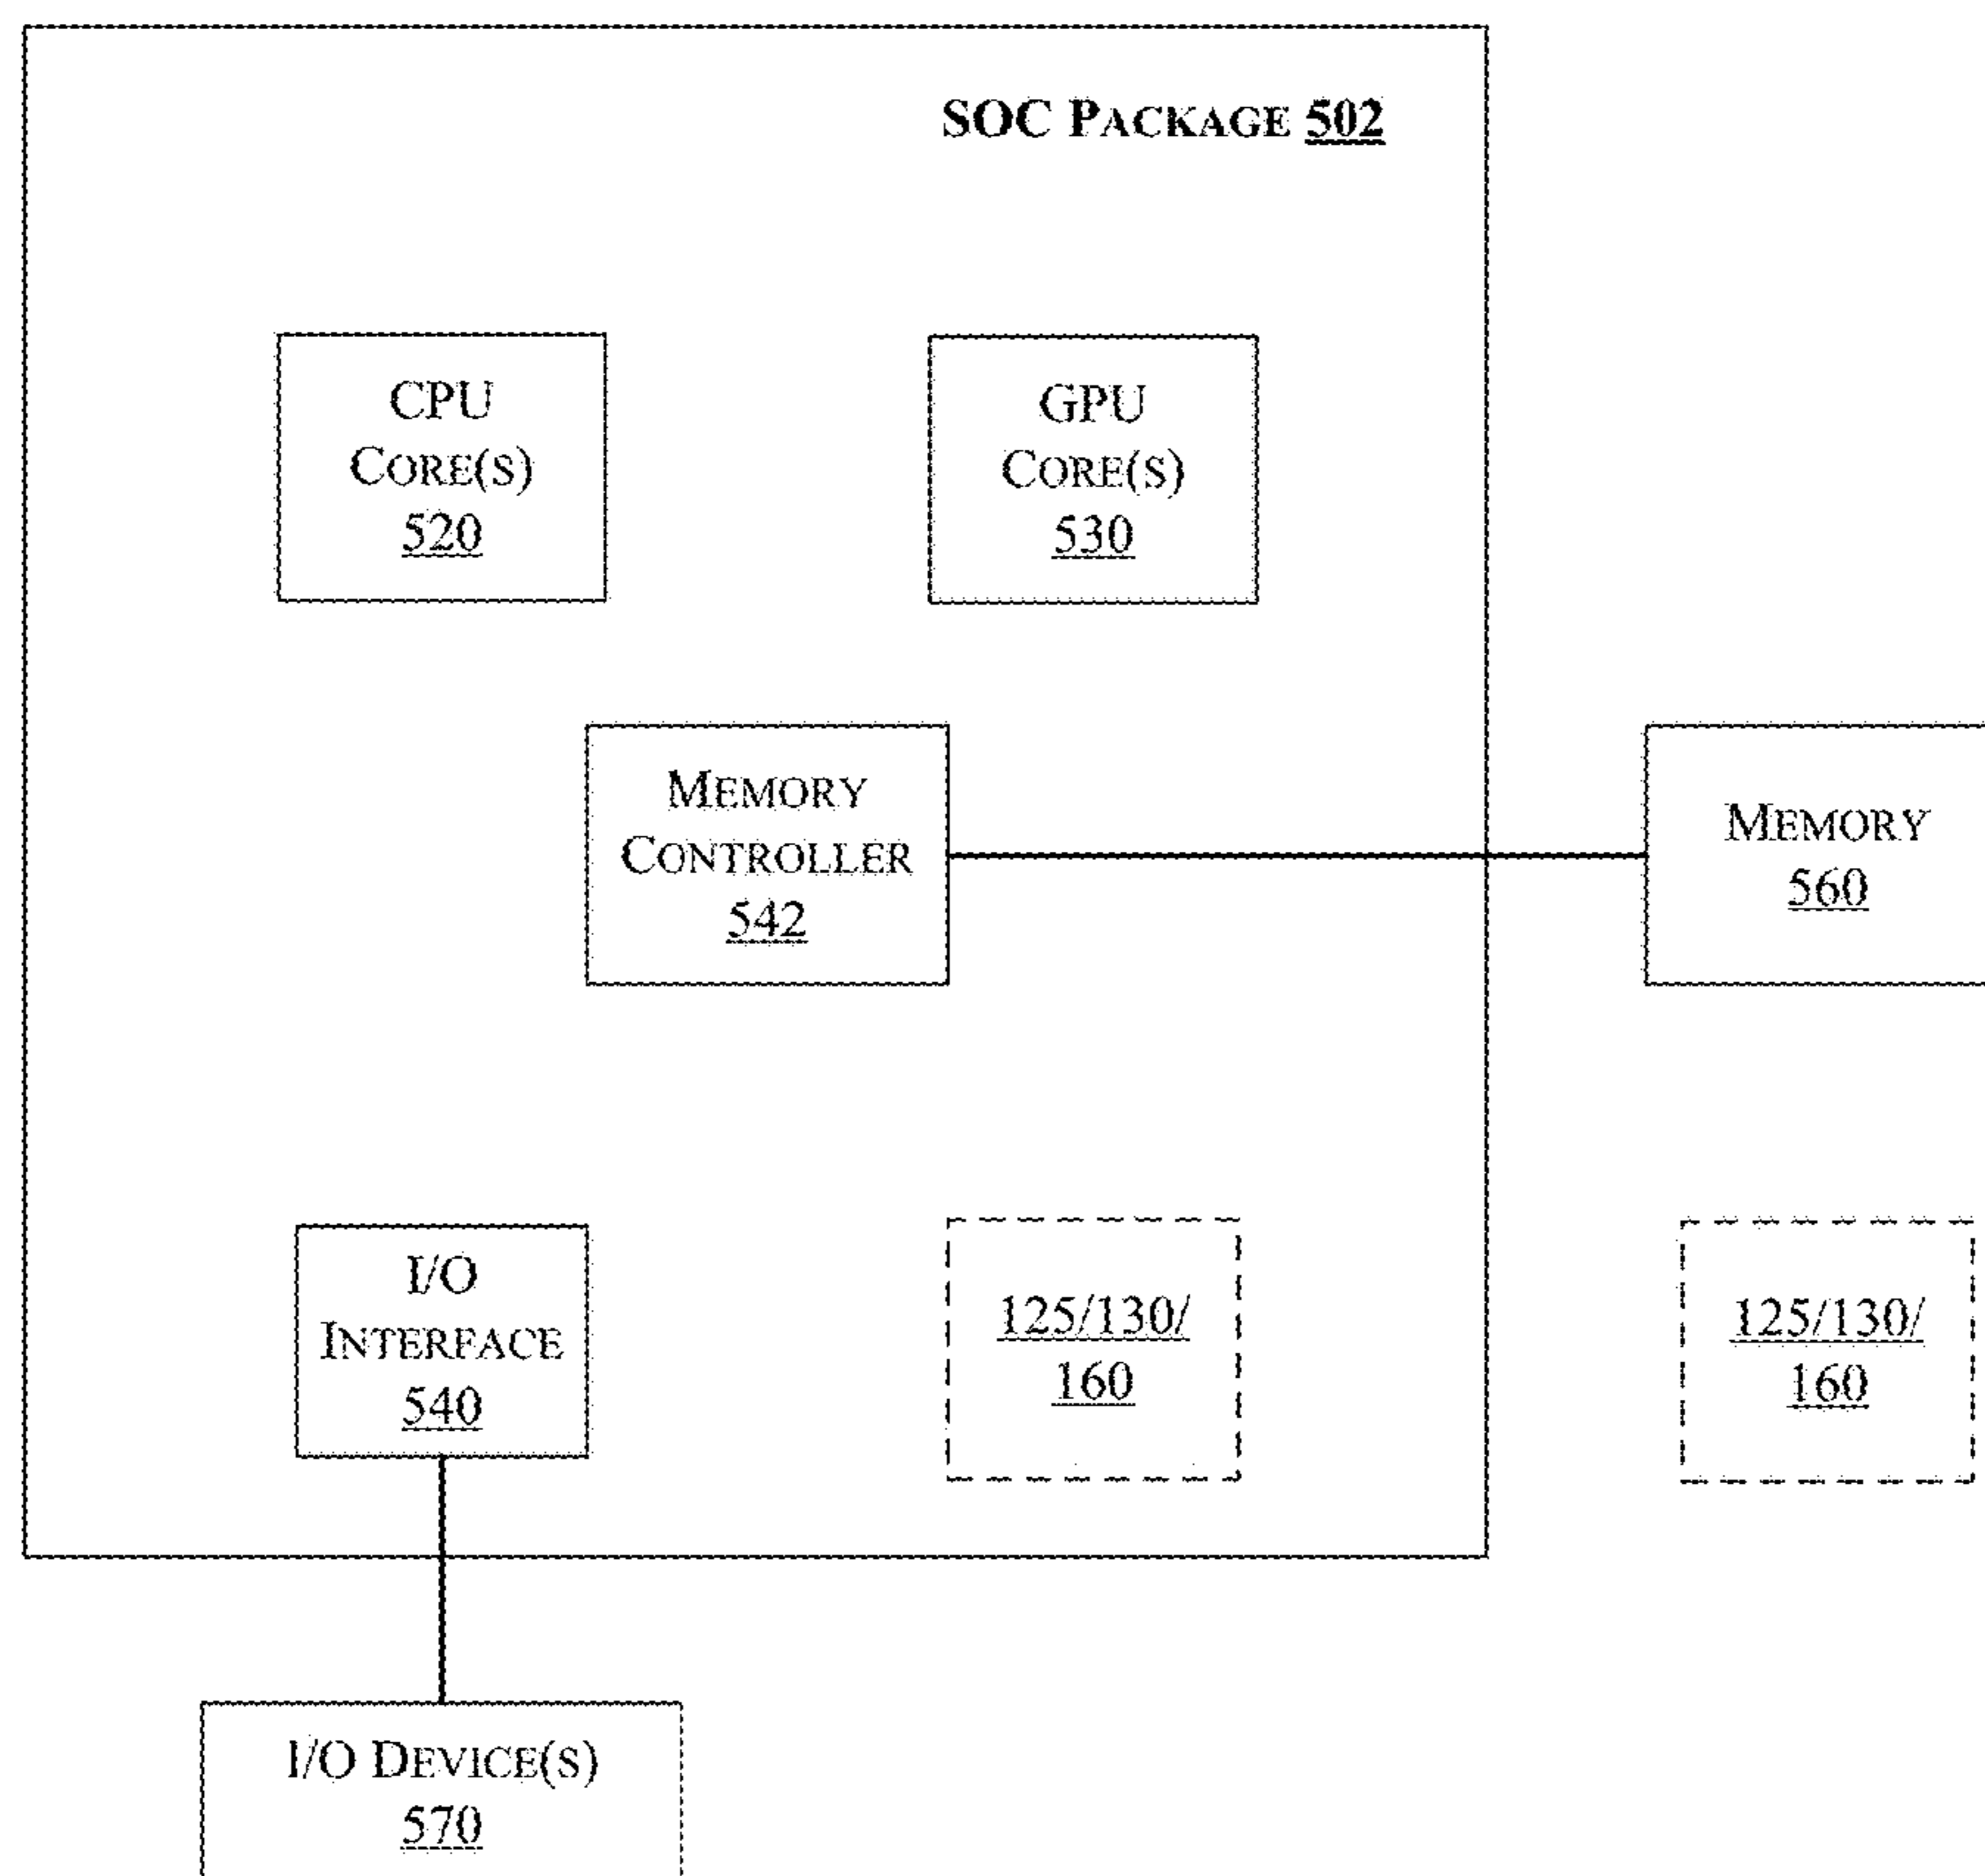 SOC PACKAGE 502
CPU
CORE(S)
520
GPU
CORE(S)
530
MEMORY
CONTROLLER
542
MEMORY
560
I/O
INTERFACE
540
125/130/
160
125/130/
160
I/O DEVICE(S)
570